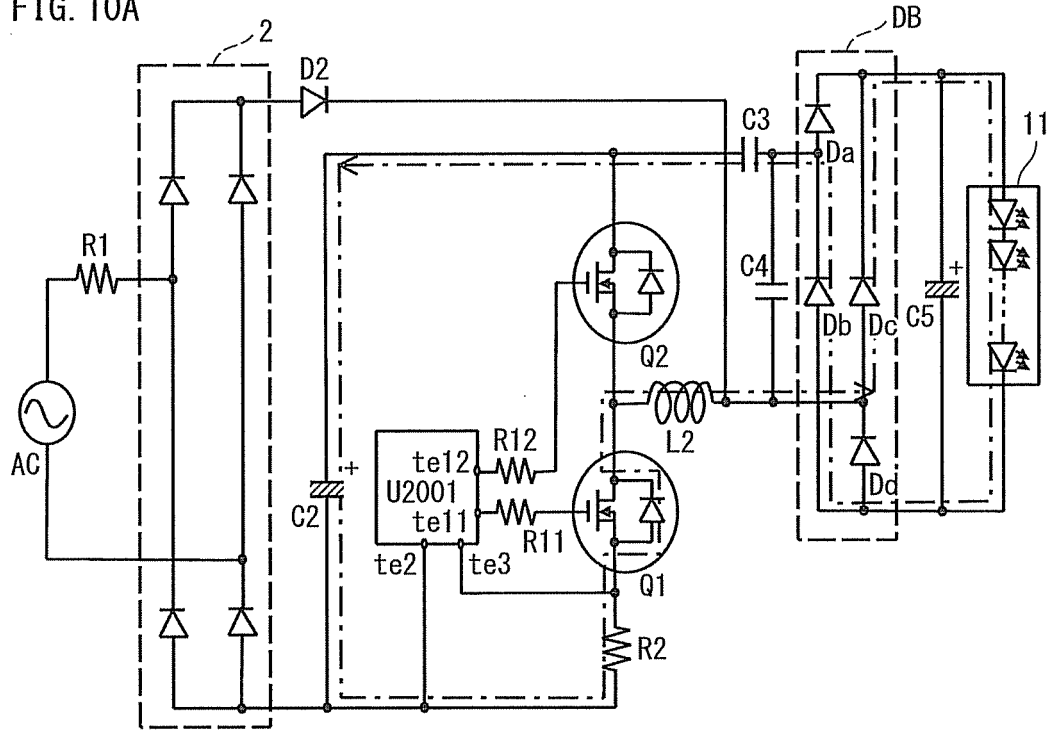 FIG. 10A
2
DB
D2
11
C3
Da
R1
C4
+
Db
Dc
C5
Q2
AC
L2
R12
te12
+
U2001
C2
te11
R11
Dd
te2
te3
Q1
R2